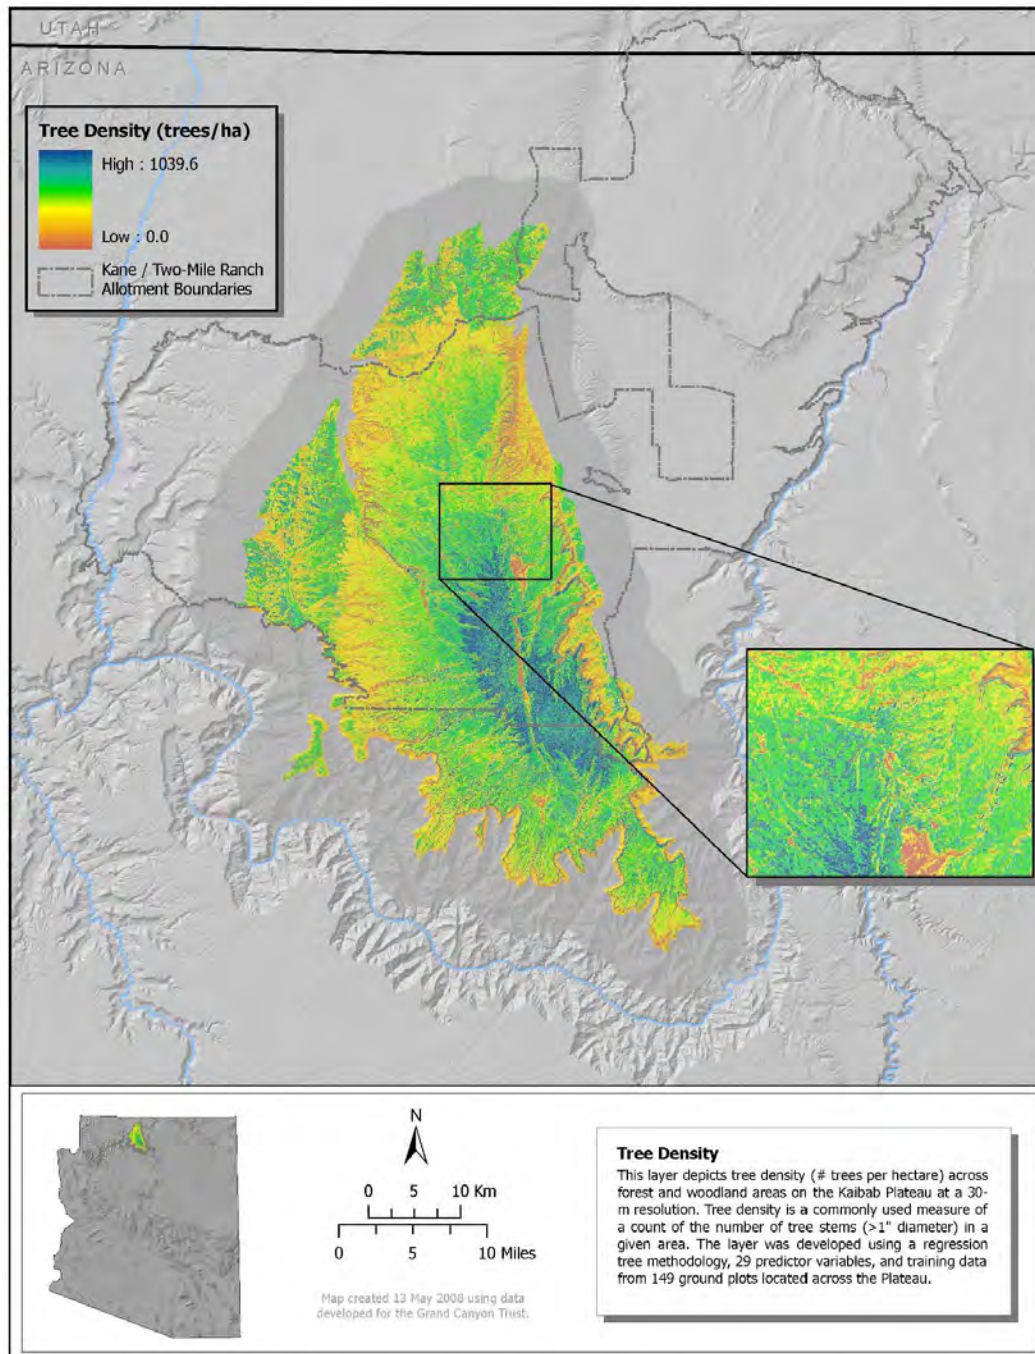 UTAH
ARIZONA
Tree Density (trees/ha)
High : 1039.6
Low : 0.0
Kane / Two-Mile Ranch
Allotment Boundaries
N
0 5 10 Km
0 5 10 Miles
Map created 13 May 2008 using data
developed for the Grand Canyon Trust.
Tree Density
This layer depicts tree density (# trees per hectare) across
forest and woodland areas on the Kaibab Plateau at a 30-
m resolution. Tree density is a commonly used measure of
a count of the number of tree stems (>1" diameter) in a
given area. The layer was developed using a regression
tree methodology, 29 predictor variables, and training data
from 149 ground plots located across the Plateau.